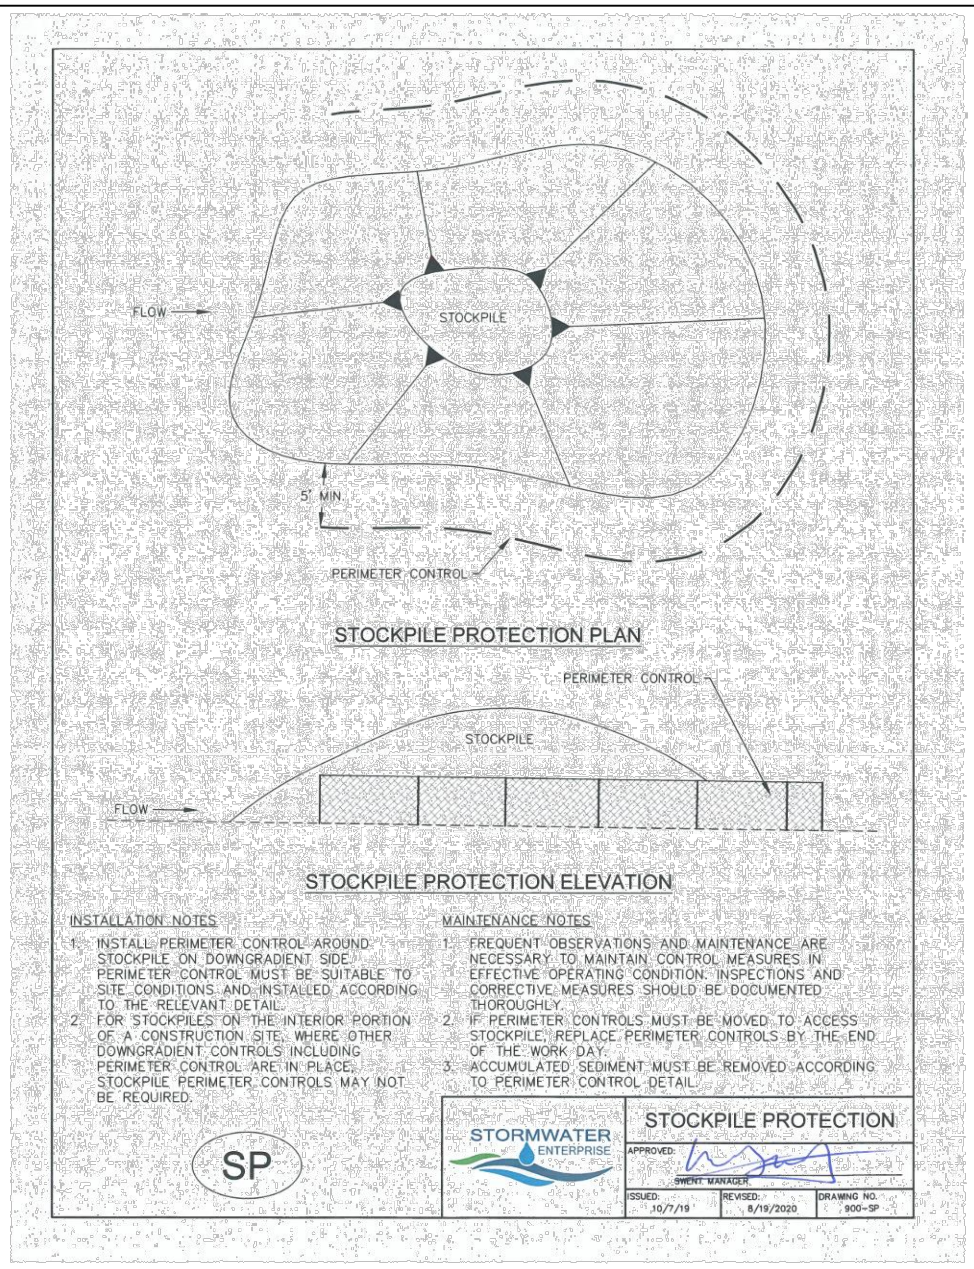 FLOW
STOCKPILE
5' MIN.
PERIMETER CONTROL
STOCKPILE PROTECTION PLAN
PERIMETER CONTROL
STOCKPILE
FLOW
STOCKPILE PROTECTION ELEVATION
INSTALLATION NOTES
1. INSTALL PERIMETER CONTROL AROUND
STOCKPILE ON DOWNGRADIENT SIDE.
PERIMETER CONTROL MUST BE SUITABLE TO
SITE CONDITIONS AND INSTALLED ACCORDING
TO THE RELEVANT DETAIL.
2. FOR STOCKPILES ON THE INTERIOR PORTION
OF A CONSTRUCTION SITE, WHERE OTHER
DOWNGRADIENT CONTROLS INCLUDING
PERIMETER CONTROL ARE IN PLACE,
STOCKPILE PERIMETER CONTROLS MAY NOT
BE REQUIRED.
MAINTENANCE NOTES
1. FREQUENT OBSERVATIONS AND MAINTENANCE ARE
NECESSARY TO MAINTAIN CONTROL MEASURES IN
EFFECTIVE OPERATING CONDITION. INSPECTIONS AND
CORRECTIVE MEASURES SHOULD BE DOCUMENTED
THOROUGHLY.
2. IF PERIMETER CONTROLS MUST BE MOVED TO ACCESS
STOCKPILE, REPLACE PERIMETER CONTROLS BY THE END
OF THE WORK DAY.
3. ACCUMULATED SEDIMENT MUST BE REMOVED ACCORDING
TO PERIMETER CONTROL DETAIL.
SP
STORMWATER
ENTERPRISE
STOCKPILE PROTECTION
APPROVED:
SWENT MANAGER
ISSUED:
10/7/19
REVISED:
8/19/2020
DRAWING NO.
900-SP